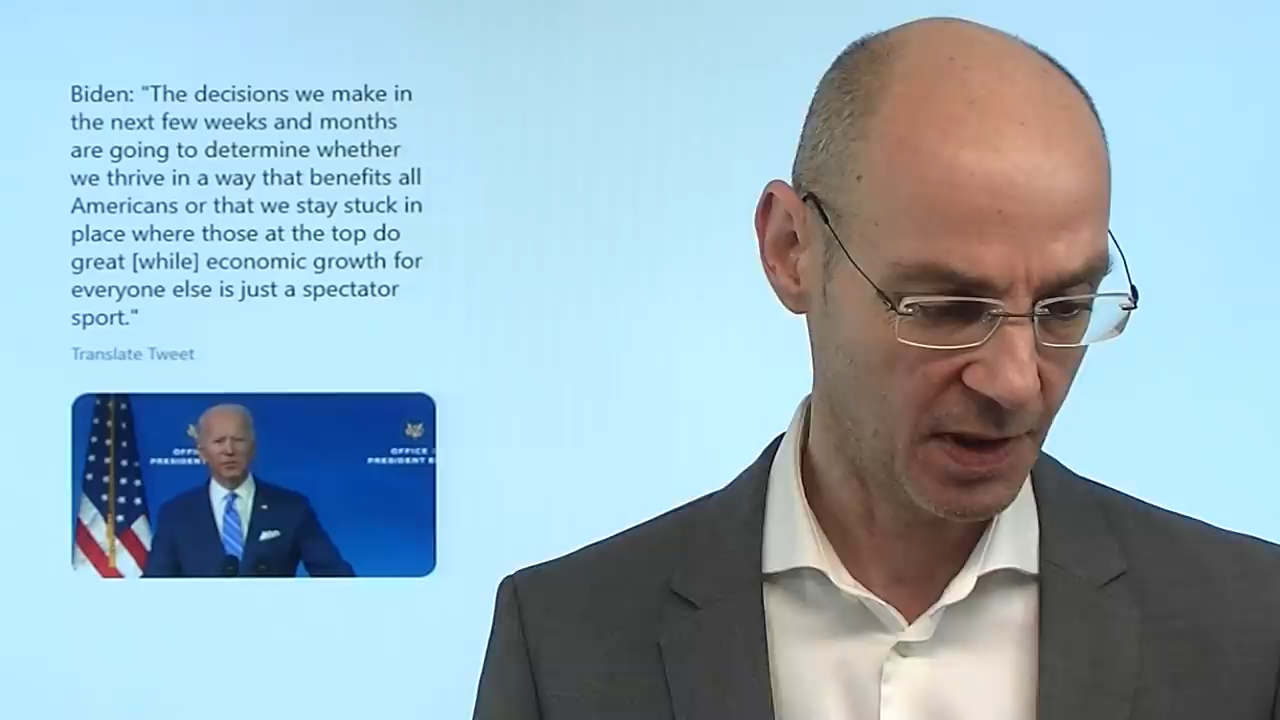 Biden: "The decisions we make in
the next few weeks and months
are going to determine whether
we thrive in a way that benefits all
Americans or that we stay stuck in
place where those at the top do
great [while] economic growth for
everyone else is just a spectator
sport."
Translate Tweet
OFFICE
PRESIDENT